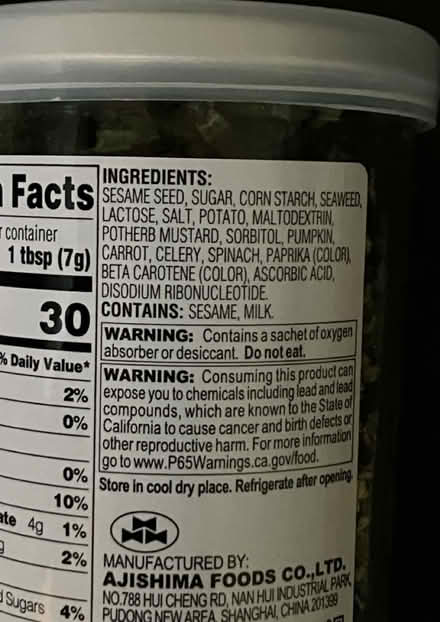 Facts
r container
1 tbsp (7g)
30
% Daily Value*
2%
0%
0%
10%
ate 4g 1%
g 2%
d Sugars 4%
INGREDIENTS:
SESAME SEED, SUGAR, CORN STARCH, SEAWEED,
LACTOSE, SALT, POTATO, MALTODEXTRIN,
POTHERB MUSTARD, SORBITOL, PUMPKIN,
CARROT, CELERY, SPINACH, PAPRIKA (COLOR),
BETA CAROTENE (COLOR), ASCORBIC ACID,
DISODIUM RIBONUCLEOTIDE.
CONTAINS: SESAME, MILK.
WARNING: Contains a sachet of oxygen
absorber or desiccant. Do not eat.
WARNING: Consuming this product can
expose you to chemicals including lead and lead
compounds, which are known to the State of
California to cause cancer and birth defects or
other reproductive harm. For more information
go to www.P65Warnings.ca.gov/food.
Store in cool dry place. Refrigerate after opening.
MANUFACTURED BY:
AJISHIMA FOODS CO.,LTD.
NO.788 HUI CHENG RD, NAN HUI INDUSTRIAL PARK,
PUDONG NEW AREA, SHANGHAI, CHINA 201399